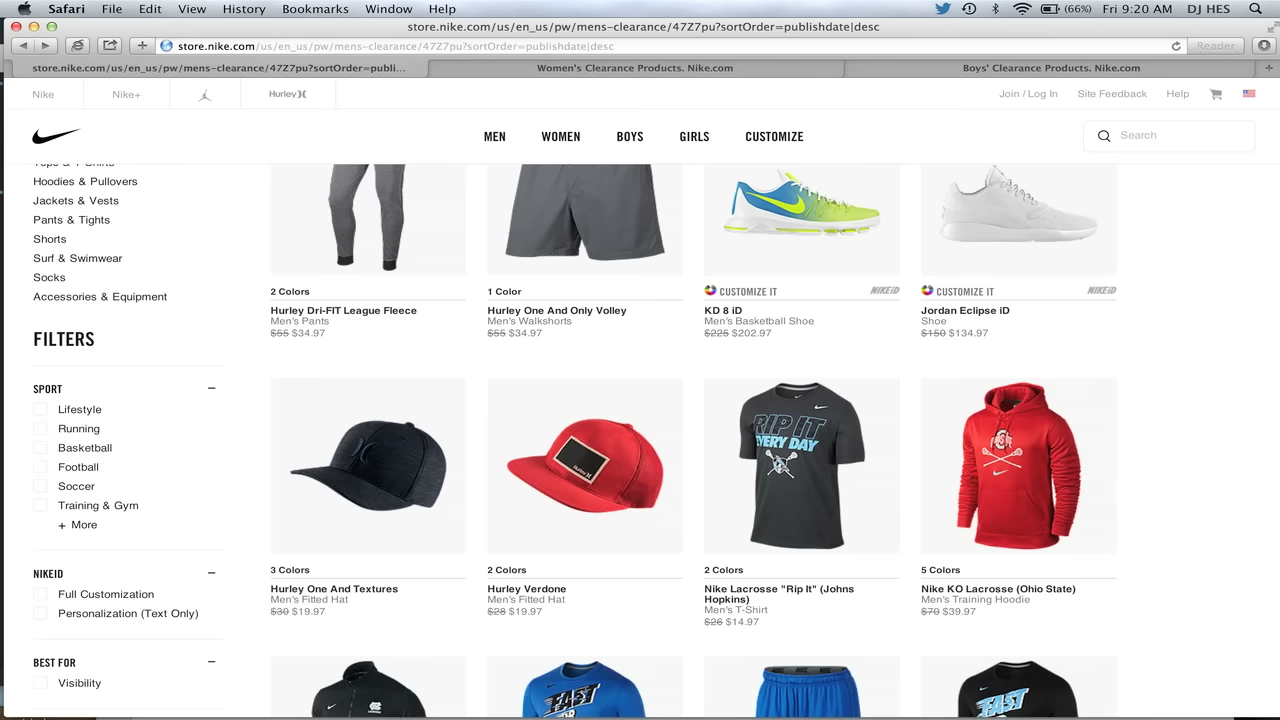 Safari File Edit View History Bookmarks Window Help (66%) Fri 9:20 AM DJ HES
store.nike.com/us/en_us/pw/mens-clearance/47Z7pu?sortOrder=publishdate|desc
store.nike.com/us/en_us/pw/mens-clearance/47Z7pu?sortOrder=publishdate|desc Reader
store.nike.com/us/en_us/pw/mens-clearance/47Z7pu?sortOrder=publi... Women's Clearance Products. Nike.com Boys' Clearance Products. Nike.com
Nike Nike+ Hurley Join / Log In Site Feedback Help
MEN WOMEN BOYS GIRLS CUSTOMIZE Search
Tops & T-Shirts
Hoodies & Pullovers
Jackets & Vests
Pants & Tights
Shorts
Surf & Swimwear
Socks
Accessories & Equipment
FILTERS
SPORT
Lifestyle
Running
Basketball
Football
Soccer
Training & Gym
+ More
NIKEID
Full Customization
Personalization (Text Only)
BEST FOR
Visibility
2 Colors
Hurley Dri-FIT League Fleece
Men's Pants
$55 $34.97
1 Color
Hurley One And Only Volley
Men's Walkshorts
$55 $34.97
CUSTOMIZE IT NIKEiD
KD 8 iD
Men's Basketball Shoe
$225 $202.97
CUSTOMIZE IT NIKEiD
Jordan Eclipse iD
Shoe
$150 $134.97
3 Colors
Hurley One And Textures
Men's Fitted Hat
$30 $19.97
Hurley
2 Colors
Hurley Verdone
Men's Fitted Hat
$28 $19.97
RIP IT
EVERY DAY
2 Colors
Nike Lacrosse "Rip It" (Johns
Hopkins)
Men's T-Shirt
$26 $14.97
5 Colors
Nike KO Lacrosse (Ohio State)
Men's Training Hoodie
$70 $39.97
FAST
FAST